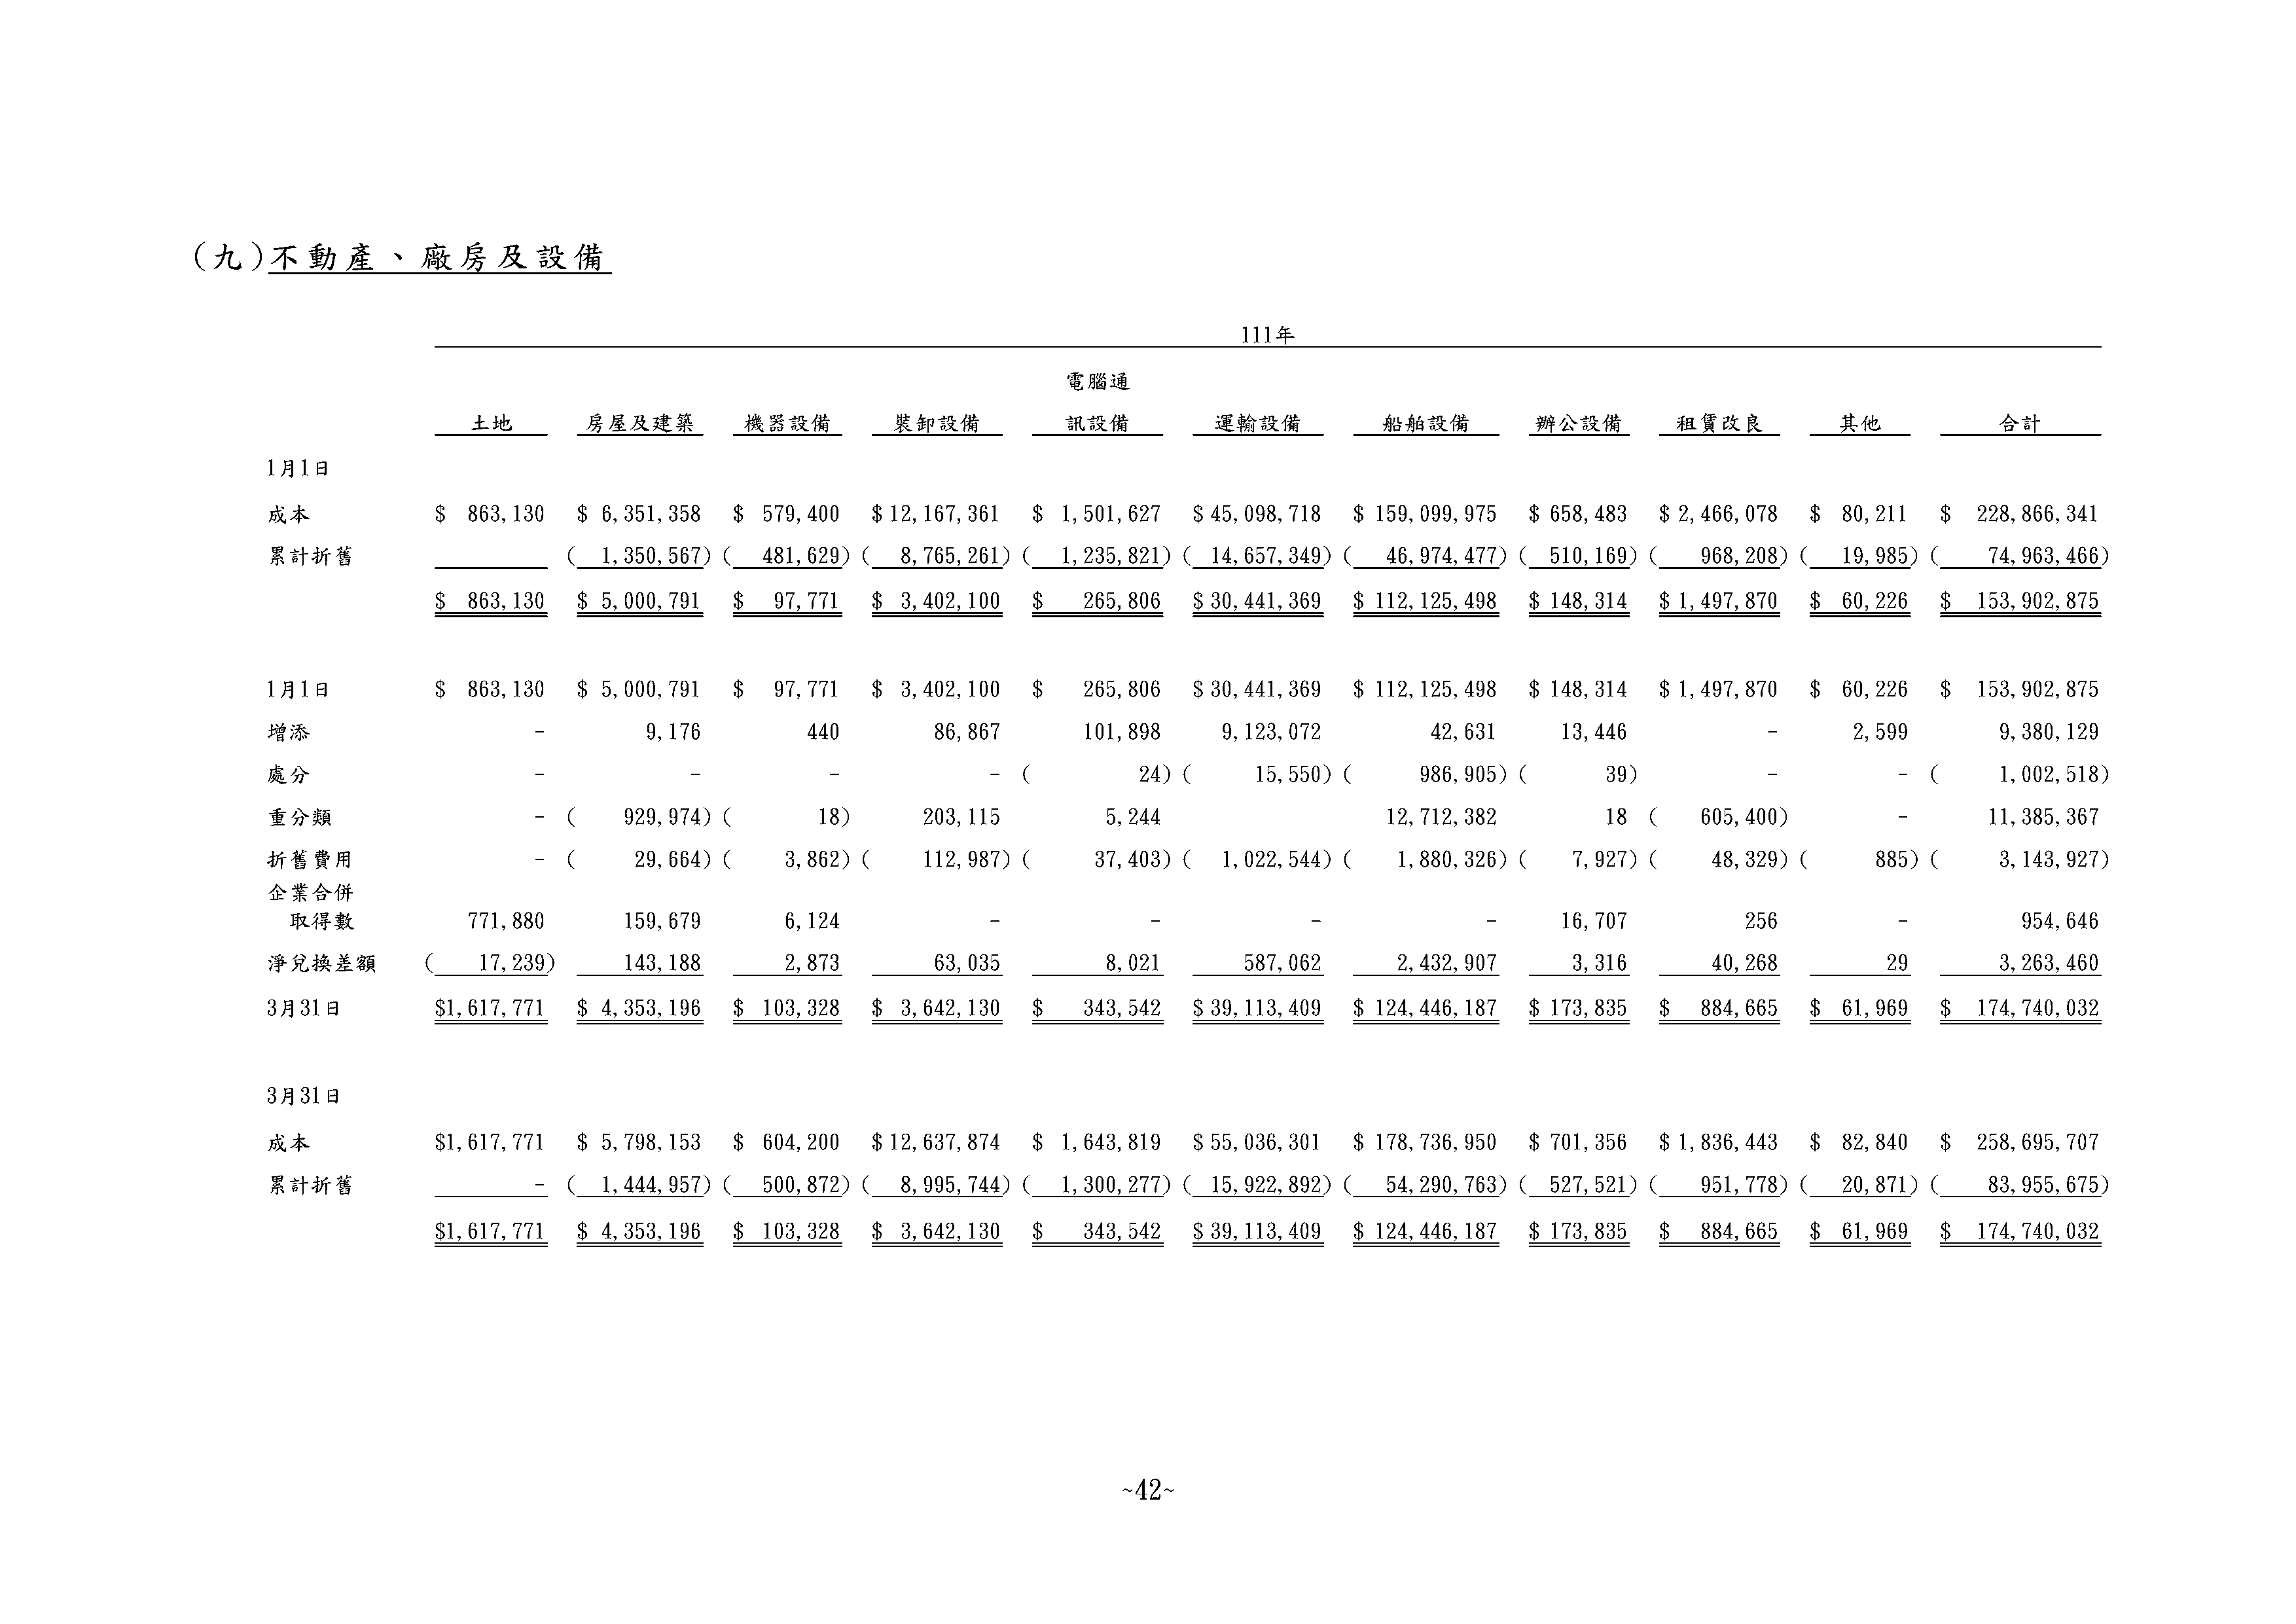 (九)不動產、廠房及設備
111年
電腦通
土地 房屋及建築 機器設備 裝卸設備 訊設備 運輸設備 船舶設備 辦公設備 租賃改良 其他 合計
1月1日
成本 $ 863,130 $ 6,351,358 $ 579,400 $ 12,167,361 $ 1,501,627 $ 45,098,718 $ 159,099,975 $ 658,483 $ 2,466,078 $ 80,211 $ 228,866,341
累計折舊 ( 1,350,567) ( 481,629) ( 8,765,261) ( 1,235,821) ( 14,657,349) ( 46,974,477) ( 510,169) ( 968,208) ( 19,985) ( 74,963,466)
$ 863,130 $ 5,000,791 $ 97,771 $ 3,402,100 $ 265,806 $ 30,441,369 $ 112,125,498 $ 148,314 $ 1,497,870 $ 60,226 $ 153,902,875
1月1日 $ 863,130 $ 5,000,791 $ 97,771 $ 3,402,100 $ 265,806 $ 30,441,369 $ 112,125,498 $ 148,314 $ 1,497,870 $ 60,226 $ 153,902,875
增添 - 9,176 440 86,867 101,898 9,123,072 42,631 13,446 - 2,599 9,380,129
處分 - - - - ( 24) ( 15,550) ( 986,905) ( 39) - - ( 1,002,518)
重分類 - ( 929,974) ( 18) 203,115 5,244 12,712,382 18 ( 605,400) - 11,385,367
折舊費用 - ( 29,664) ( 3,862) ( 112,987) ( 37,403) ( 1,022,544) ( 1,880,326) ( 7,927) ( 48,329) ( 885) ( 3,143,927)
企業合併
取得數 771,880 159,679 6,124 - - - - 16,707 256 - 954,646
淨兌換差額 ( 17,239) 143,188 2,873 63,035 8,021 587,062 2,432,907 3,316 40,268 29 3,263,460
3月31日 $1,617,771 $ 4,353,196 $ 103,328 $ 3,642,130 $ 343,542 $ 39,113,409 $ 124,446,187 $ 173,835 $ 884,665 $ 61,969 $ 174,740,032
3月31日
成本 $1,617,771 $ 5,798,153 $ 604,200 $ 12,637,874 $ 1,643,819 $ 55,036,301 $ 178,736,950 $ 701,356 $ 1,836,443 $ 82,840 $ 258,695,707
累計折舊 - ( 1,444,957) ( 500,872) ( 8,995,744) ( 1,300,277) ( 15,922,892) ( 54,290,763) ( 527,521) ( 951,778) ( 20,871) ( 83,955,675)
$1,617,771 $ 4,353,196 $ 103,328 $ 3,642,130 $ 343,542 $ 39,113,409 $ 124,446,187 $ 173,835 $ 884,665 $ 61,969 $ 174,740,032
~42~